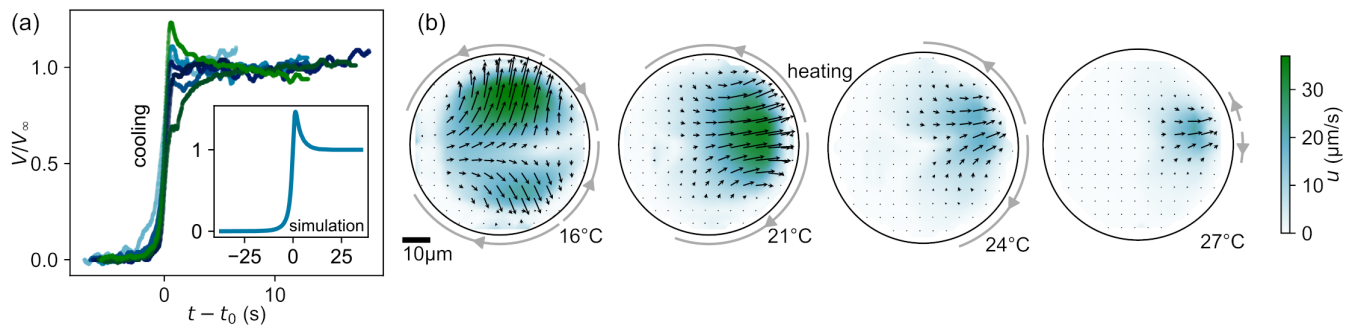 (a)
V/V∞
1.0
0.5
0.0
cooling
1
0
simulation
−25
0
25
0
10
t − t₀ (s)
(b)
heating
10μm
16°C
21°C
24°C
27°C
30
20
10
0
u (μm/s)